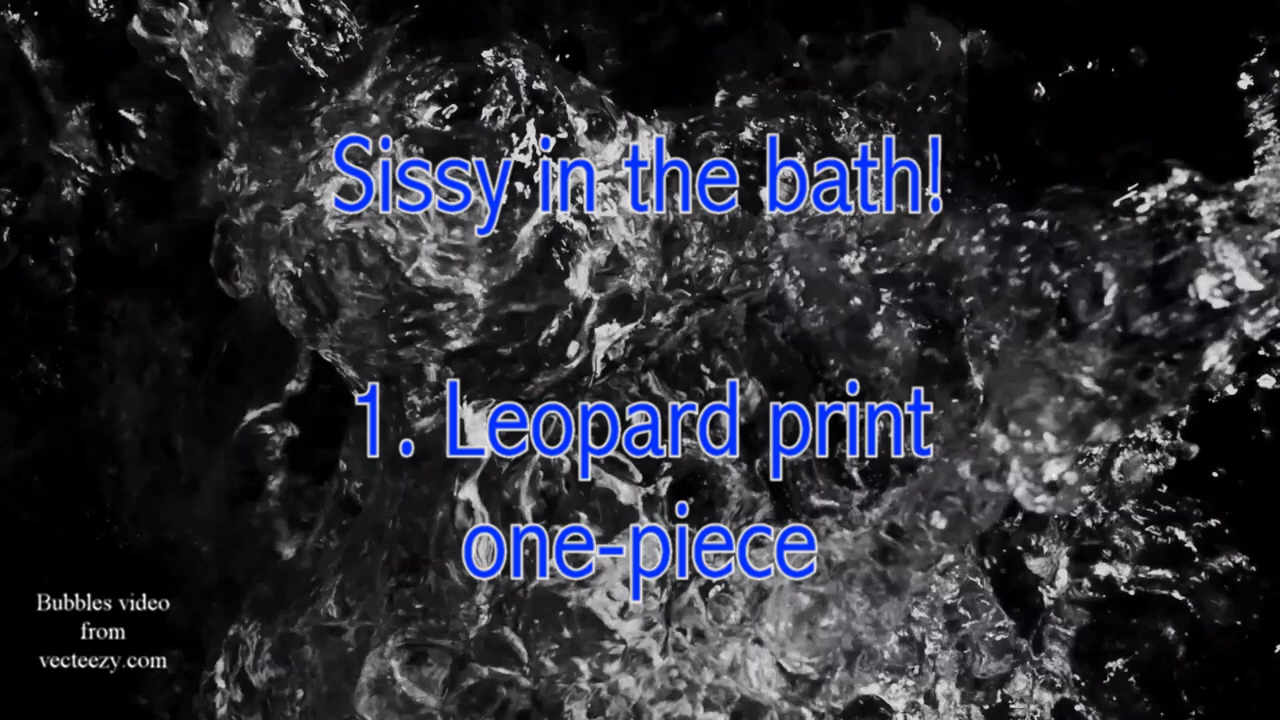 Sissy in the bath!
1. Leopard print
one-piece
Bubbles video
from
vecteezy.com